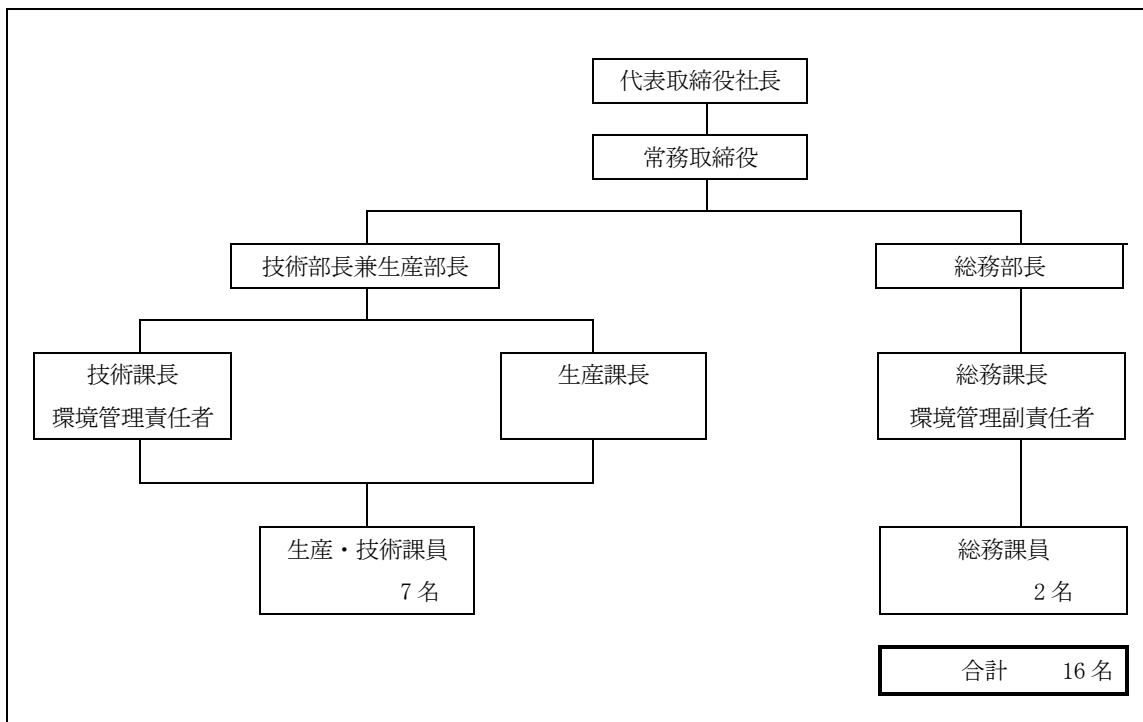 代表取締役社長
常務取締役
技術部長兼生産部長
総務部長
技術課長
環境管理責任者
生産課長
総務課長
環境管理副責任者
生産・技術課員
7名
総務課員
2名
合計 16名